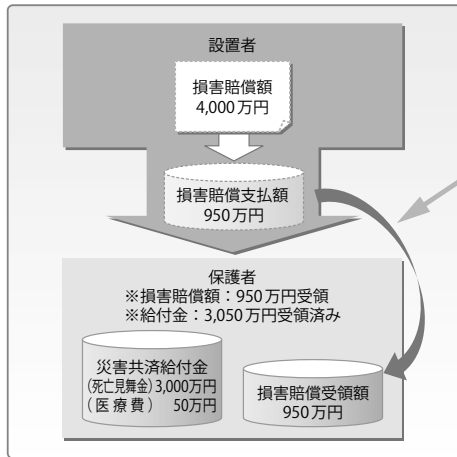 設置者
損害賠償額
4,000万円
損害賠償支払額
950万円
保護者
※損害賠償額：950万円受領
※給付金：3,050万円受領済み
災害共済給付金
(死亡見舞金)3,000万円
(医療費) 50万円
損害賠償受領額
950万円